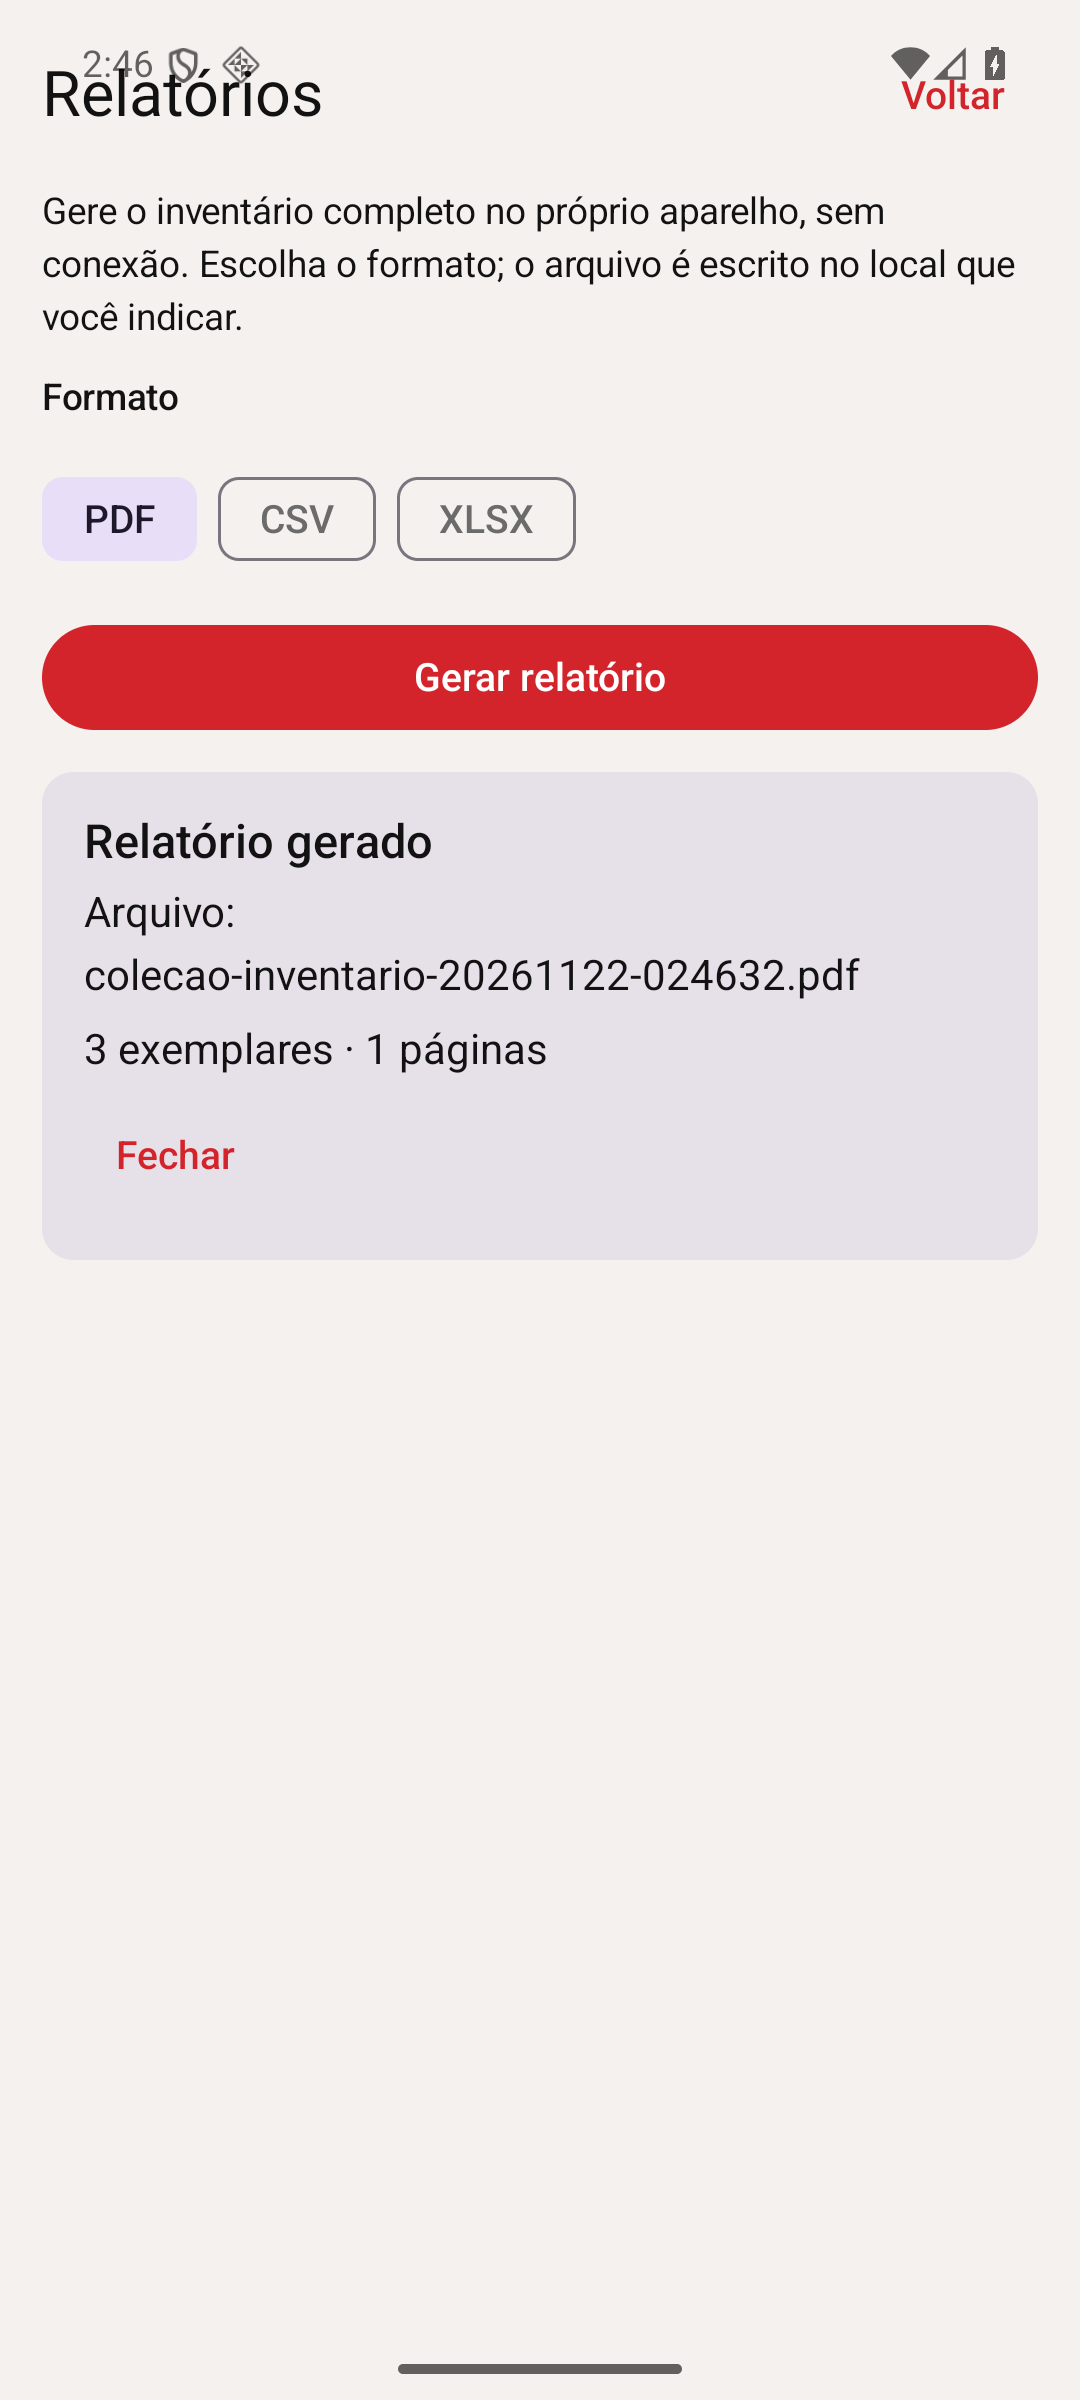 2:46
Relatórios
Voltar
Gere o inventário completo no próprio aparelho, sem
conexão. Escolha o formato; o arquivo é escrito no local que
você indicar.
Formato
PDF
CSV
XLSX
Gerar relatório
Relatório gerado
Arquivo:
colecao-inventario-20261122-024632.pdf
3 exemplares · 1 páginas
Fechar